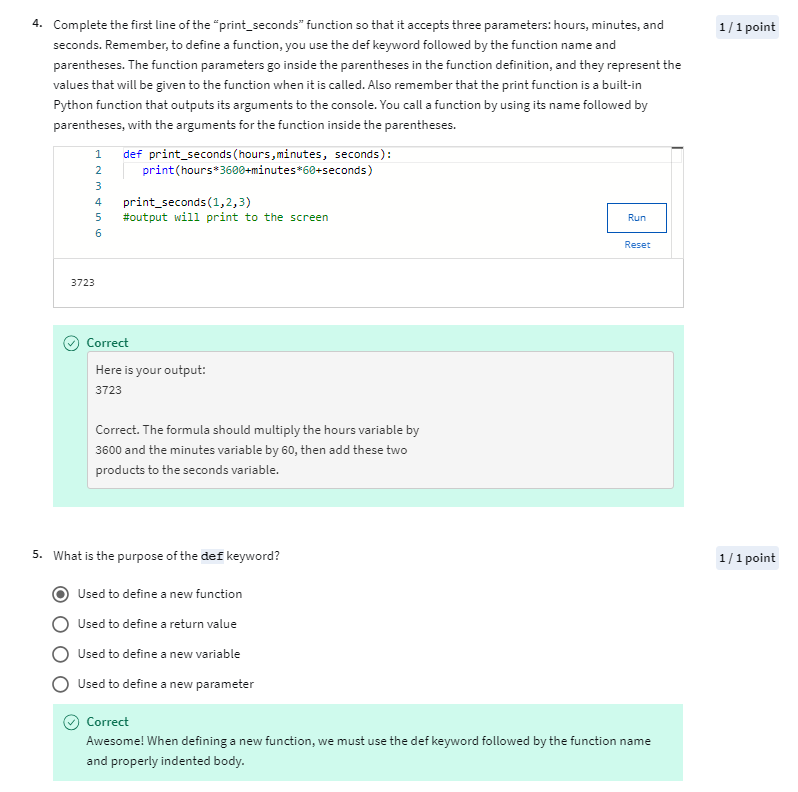 4. Complete the first line of the “print_seconds” function so that it accepts three parameters: hours, minutes, and
1 / 1 point
seconds. Remember, to define a function, you use the def keyword followed by the function name and
parentheses. The function parameters go inside the parentheses in the function definition, and they represent the
values that will be given to the function when it is called. Also remember that the print function is a built-in
Python function that outputs its arguments to the console. You call a function by using its name followed by
parentheses, with the arguments for the function inside the parentheses.
1 def print_seconds(hours,minutes, seconds):
2 print(hours*3600+minutes*60+seconds)
3
4 print_seconds(1,2,3)
5 #output will print to the screen
6
Run
Reset
3723
Correct
Here is your output:
3723
Correct. The formula should multiply the hours variable by
3600 and the minutes variable by 60, then add these two
products to the seconds variable.
5. What is the purpose of the def keyword?
1 / 1 point
Used to define a new function
Used to define a return value
Used to define a new variable
Used to define a new parameter
Correct
Awesome! When defining a new function, we must use the def keyword followed by the function name
and properly indented body.